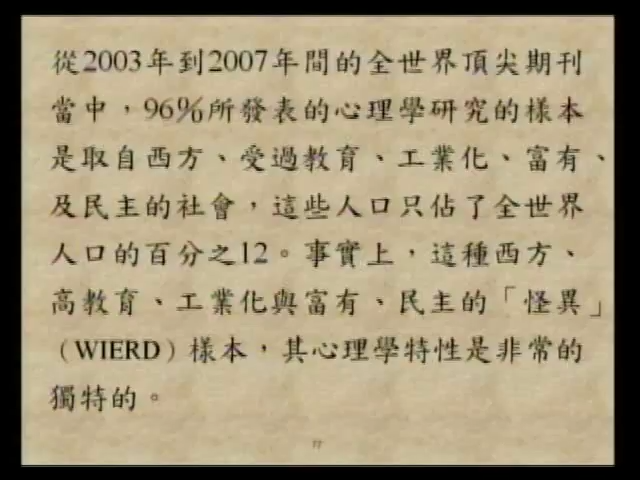 從2003年到2007年間的全世界頂尖期刊
當中，96%所發表的心理學研究的樣本
是取自西方、受過教育、工業化、富有、
及民主的社會，這些人口只佔了全世界
人口的百分之12。事實上，這種西方、
高教育、工業化與富有、民主的「怪異」
（WIERD）樣本，其心理學特性是非常的
獨特的。